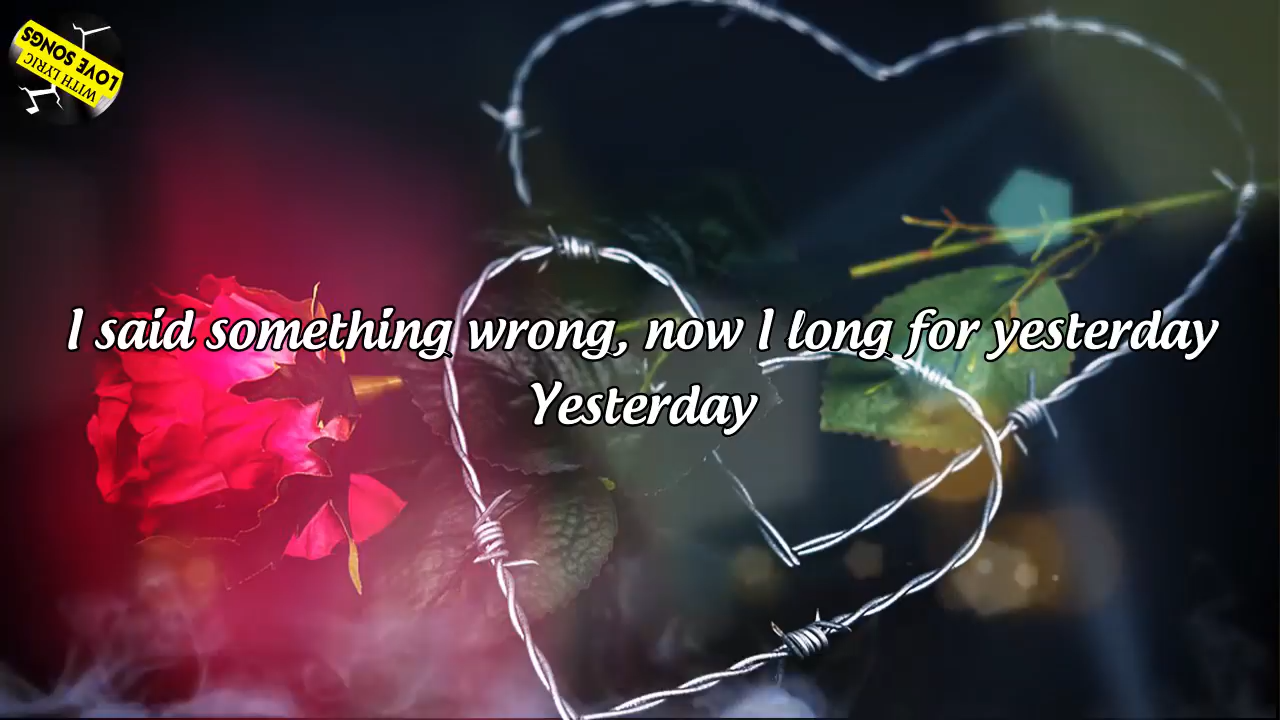 LOVE SONGS
WITH LYRIC
I said something wrong, now I long for yesterday
Yesterday